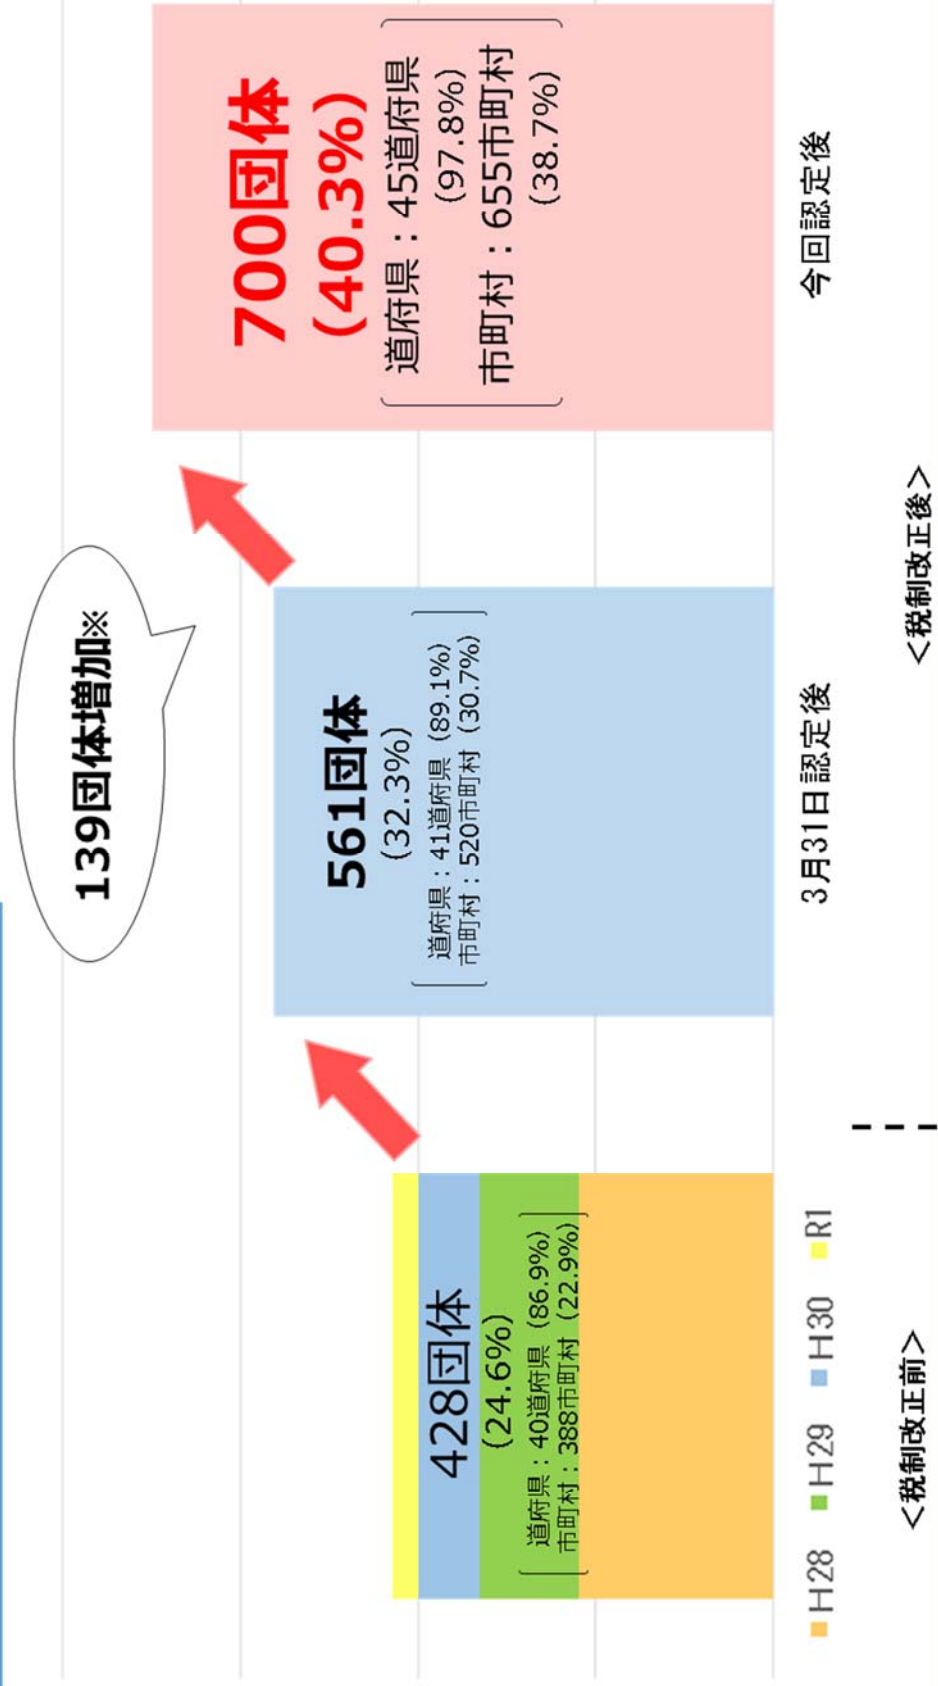 139団体増加※
428団体
(24.6%)
道府県：40道府県（86.9%）
市町村：388市町村（22.9%）
561団体
(32.3%)
道府県：41道府県（89.1%）
市町村：520市町村（30.7%）
700団体
(40.3%)
道府県：45道府県
(97.8%)
市町村：655市町村
(38.7%)
H28 H29 H30 R1
3月31日認定後
今回認定後
＜税制改正前＞
＜税制改正後＞